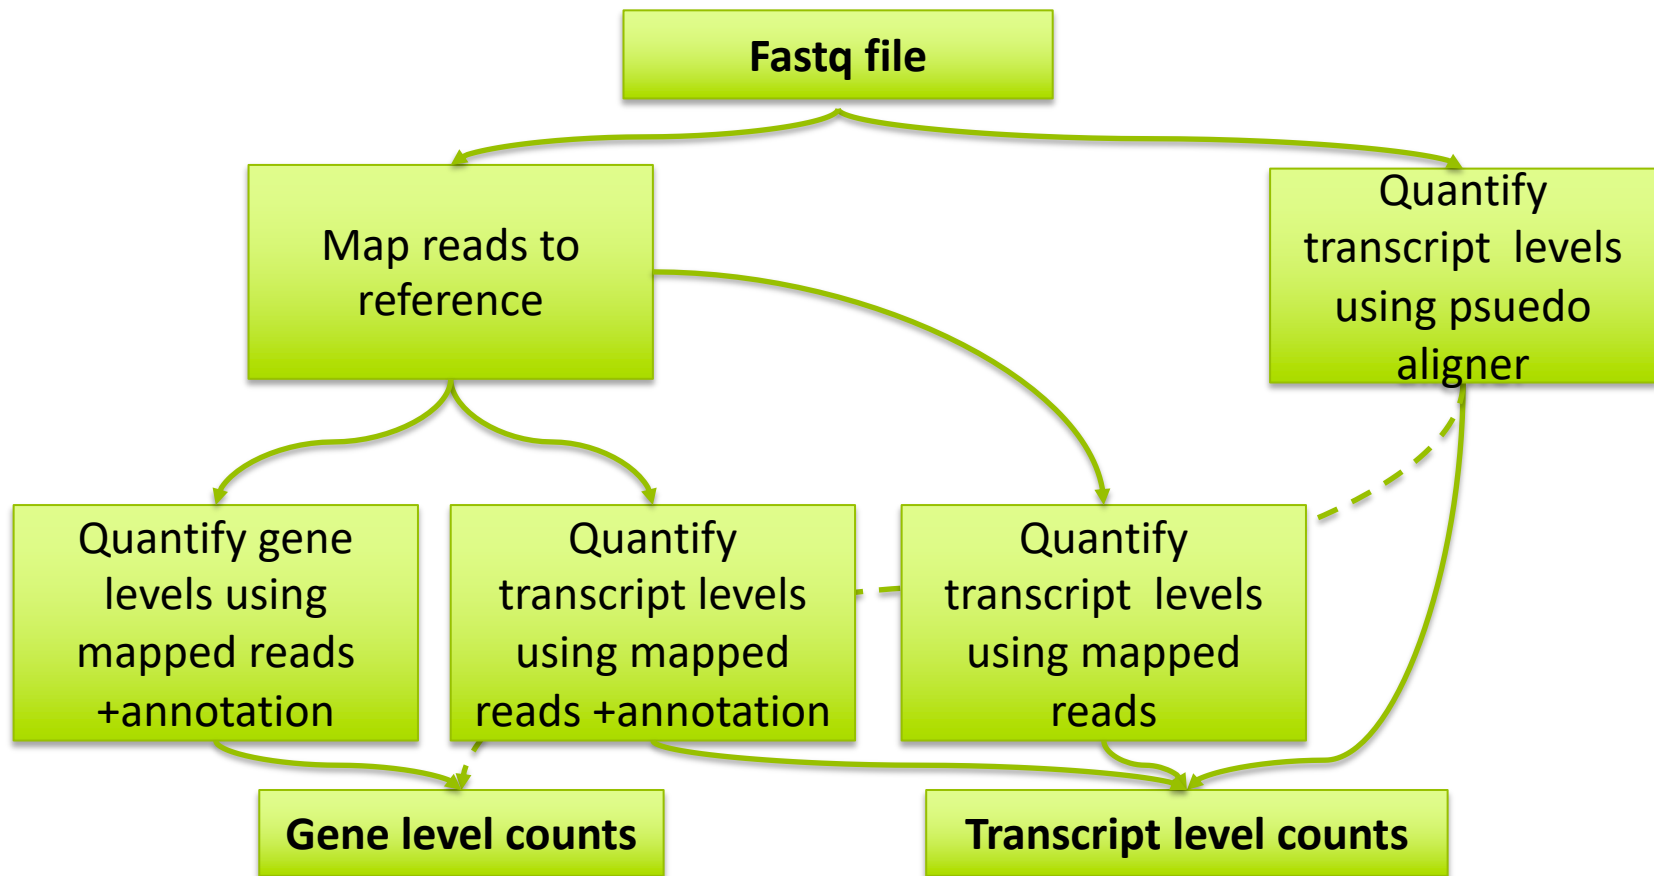 Fastq file
Map reads to
reference
Quantify
transcript  levels
using psuedo
aligner
Quantify gene
levels using
mapped reads
+annotation
Quantify
transcript levels
using mapped
reads +annotation
Quantify
transcript  levels
using mapped
reads
Gene level counts
Transcript level counts